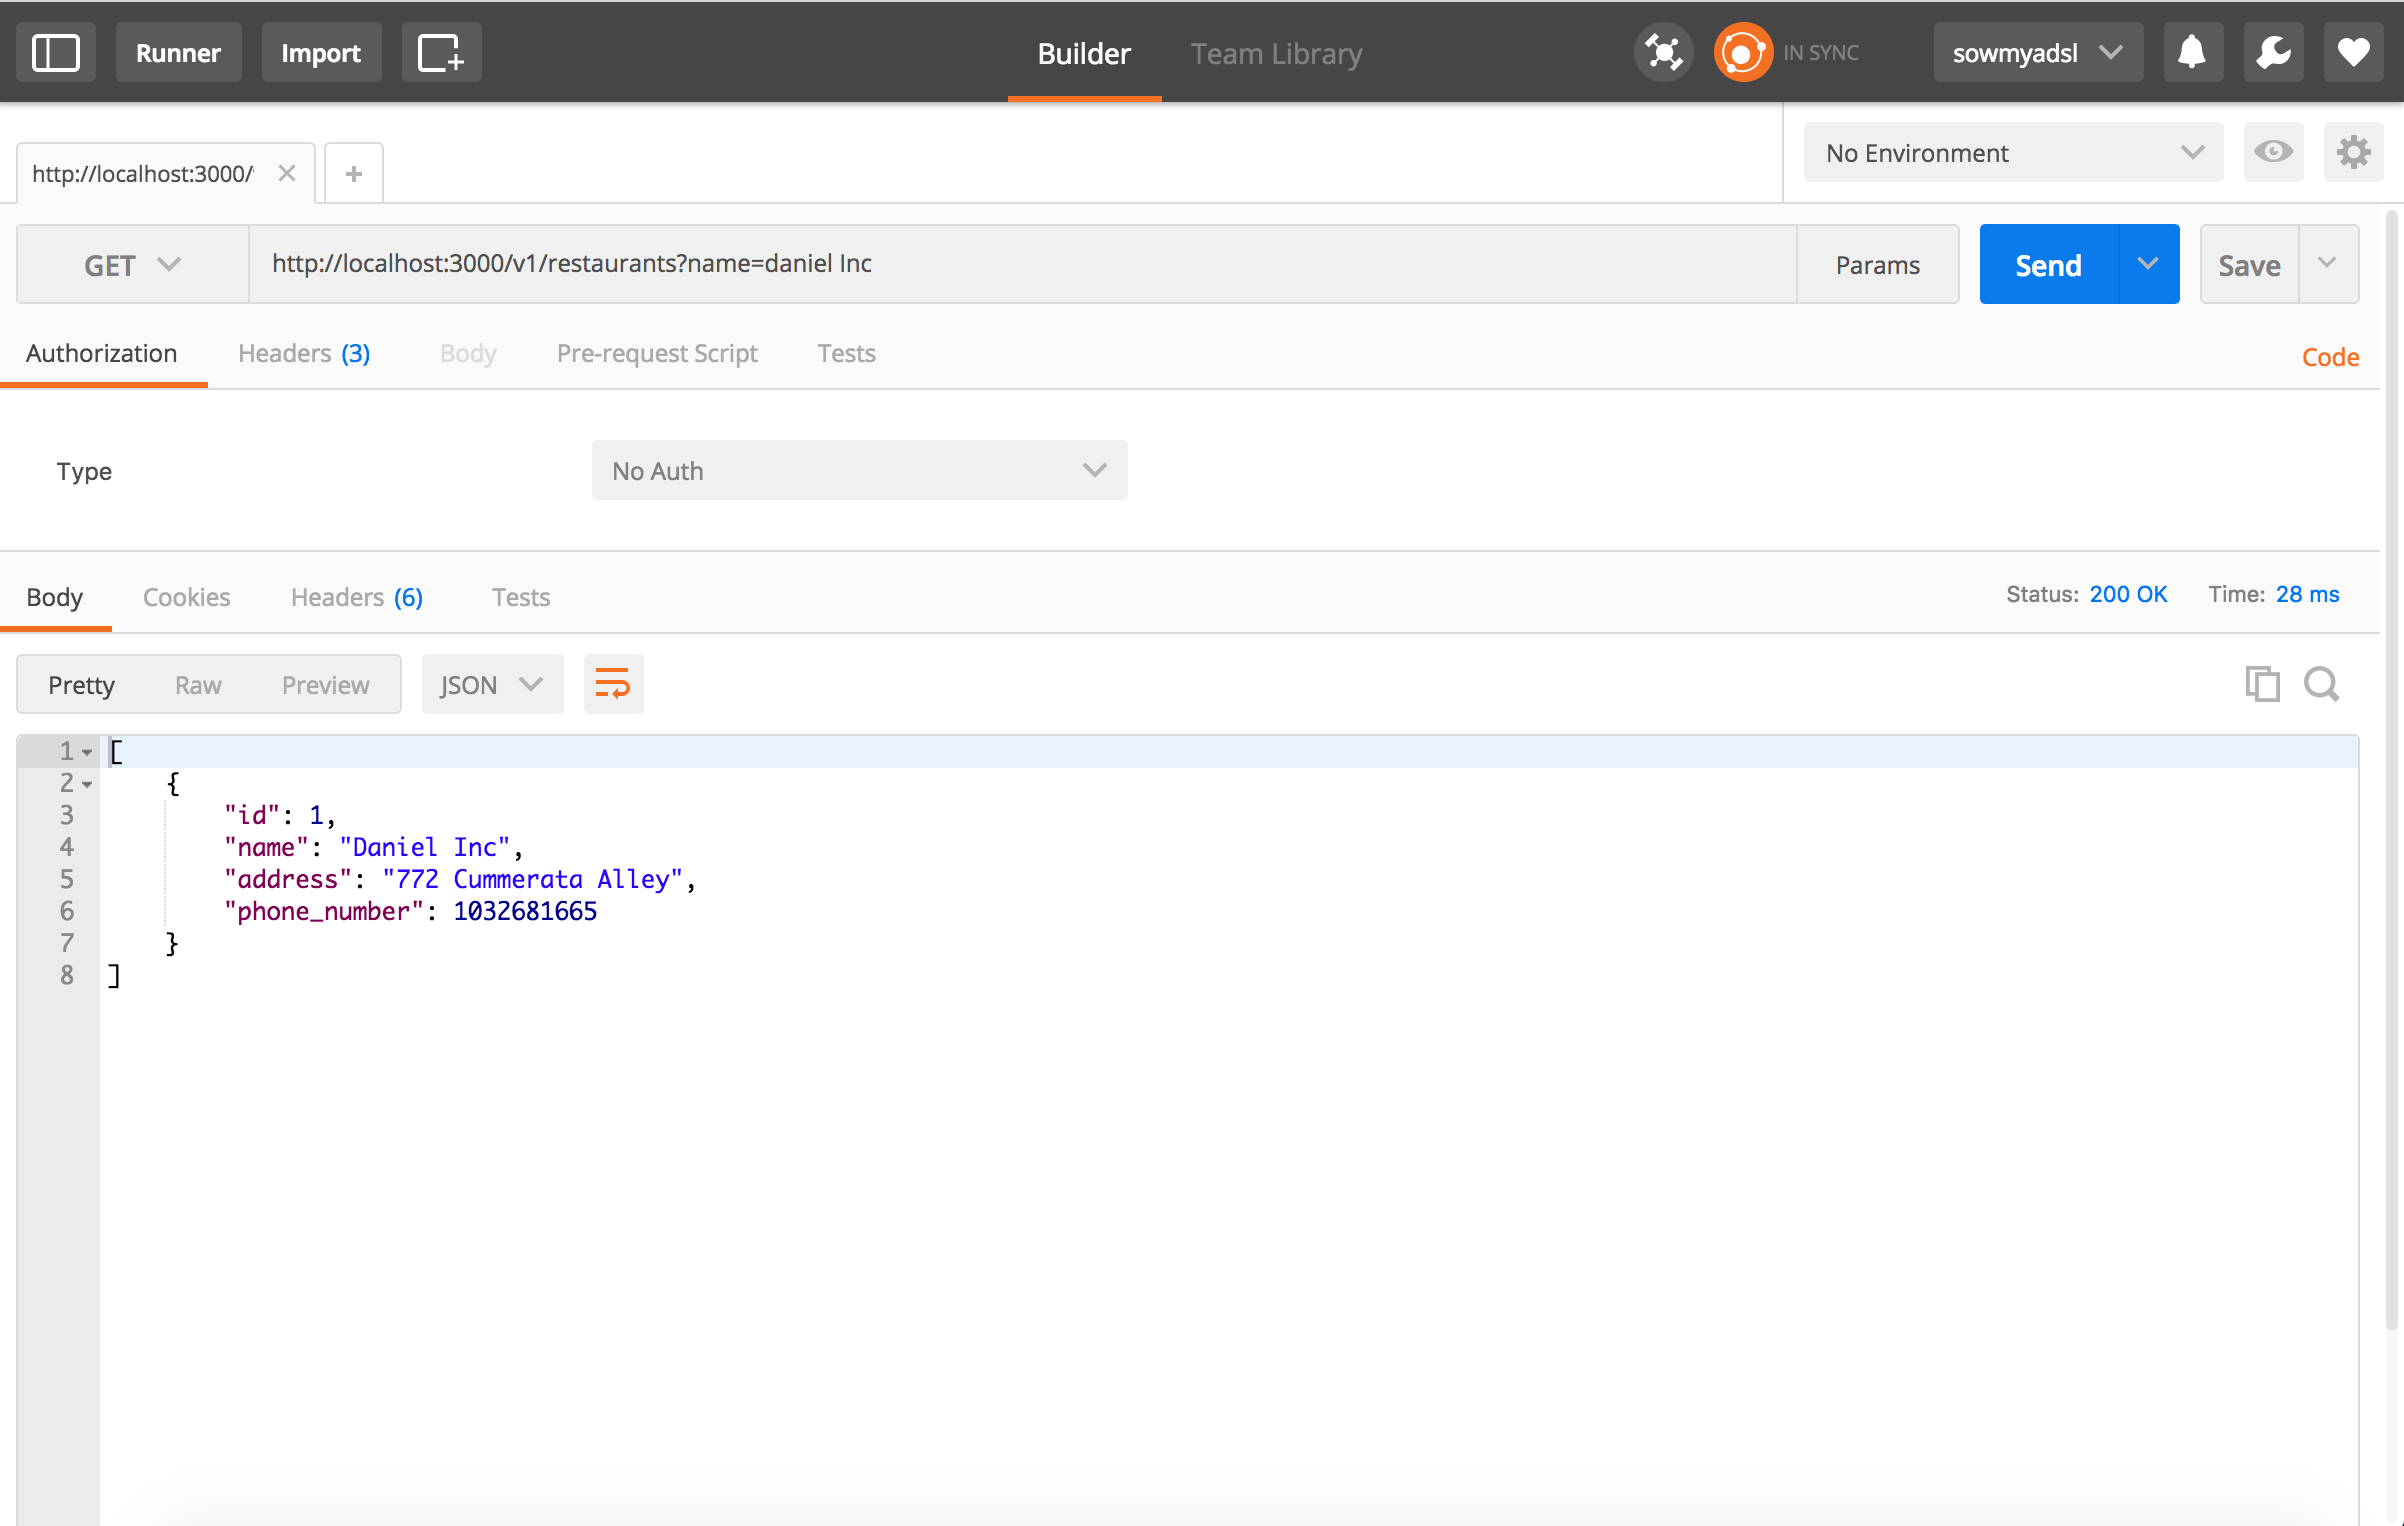 Runner Import Builder Team Library IN SYNC sowmyadsl
http://localhost:3000/ No Environment
GET http://localhost:3000/v1/restaurants?name=daniel Inc Params Send Save
Authorization Headers (3) Body Pre-request Script Tests Code
Type No Auth
Body Cookies Headers (6) Tests Status: 200 OK Time: 28 ms
Pretty Raw Preview JSON
1 [
2 {
3 "id": 1,
4 "name": "Daniel Inc",
5 "address": "772 Cummerata Alley",
6 "phone_number": 1032681665
7 }
8 ]